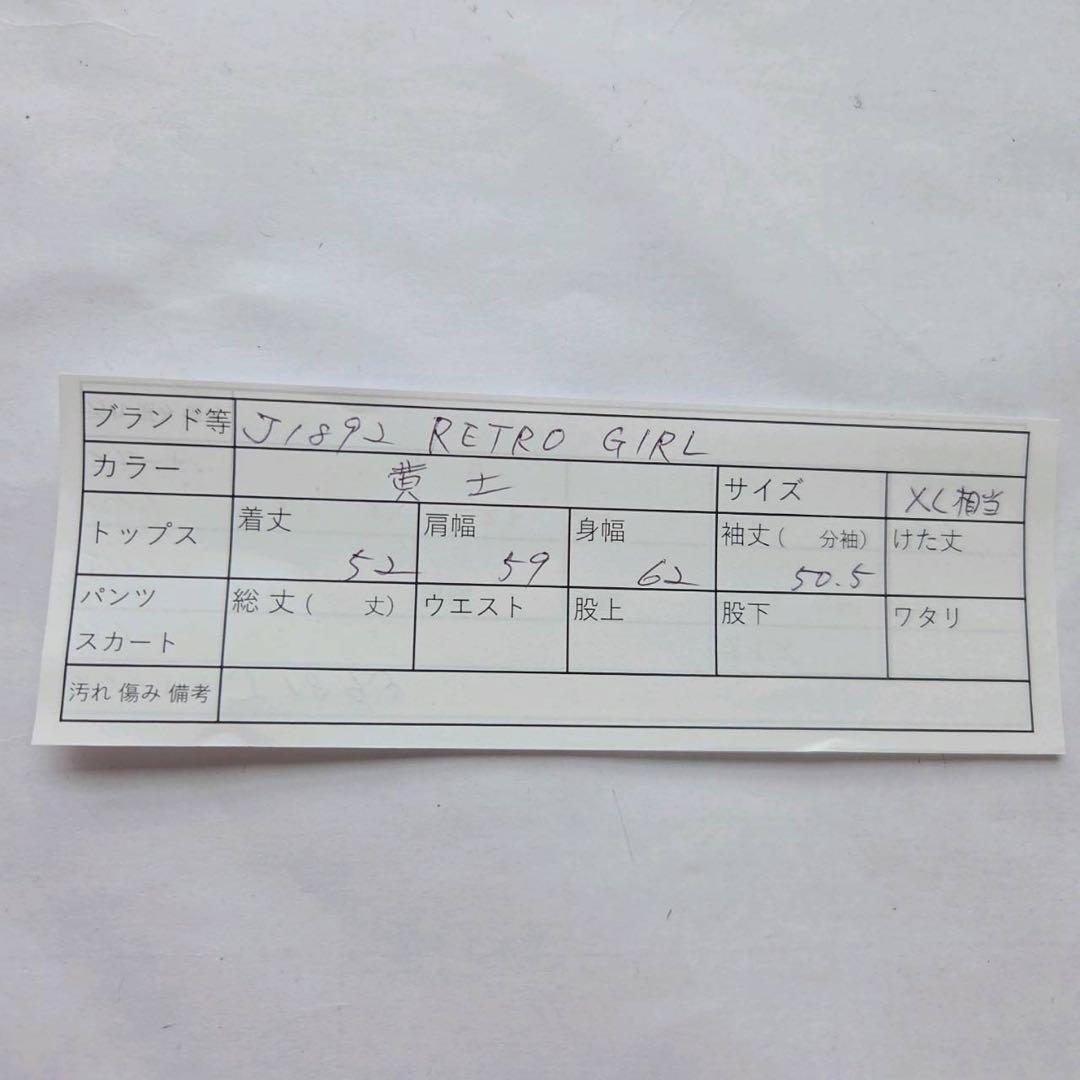 ブランド等 J1892 RETRO GIRL
カラー 黄土 サイズ XL相当
トップス 着丈 52 肩幅 59 身幅 62 袖丈( 分袖) 50.5 けた丈
パンツ スカート 総丈( 丈) ウエスト 股上 股下 ワタリ
汚れ 傷み 備考